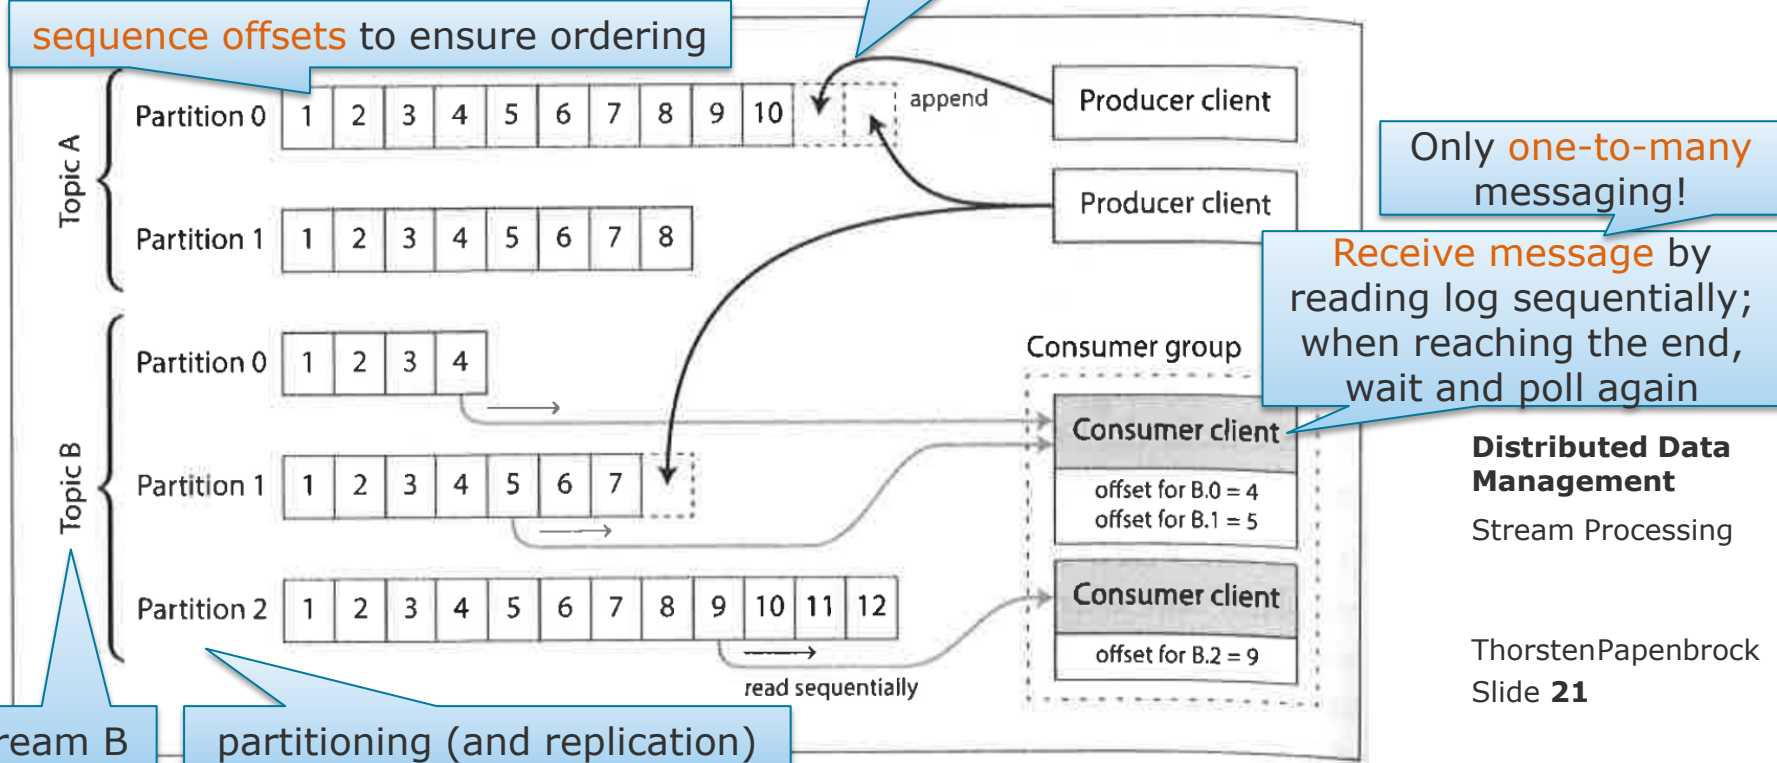 sequence offsets to ensure ordering
Topic A
Partition 0
1 2 3 4 5 6 7 8 9 10
append
Producer client
Partition 1
1 2 3 4 5 6 7 8
Producer client
Only one-to-many
messaging!
Receive message by
reading log sequentially;
when reaching the end,
wait and poll again
Topic B
Partition 0
1 2 3 4
Partition 1
1 2 3 4 5 6 7
Partition 2
1 2 3 4 5 6 7 8 9 10 11 12
read sequentially
Consumer group
Consumer client
offset for B.0 = 4
offset for B.1 = 5
Consumer client
offset for B.2 = 9
Distributed Data
Management
Stream Processing
ThorstenPapenbrock
Slide 21
ream B
partitioning (and replication)